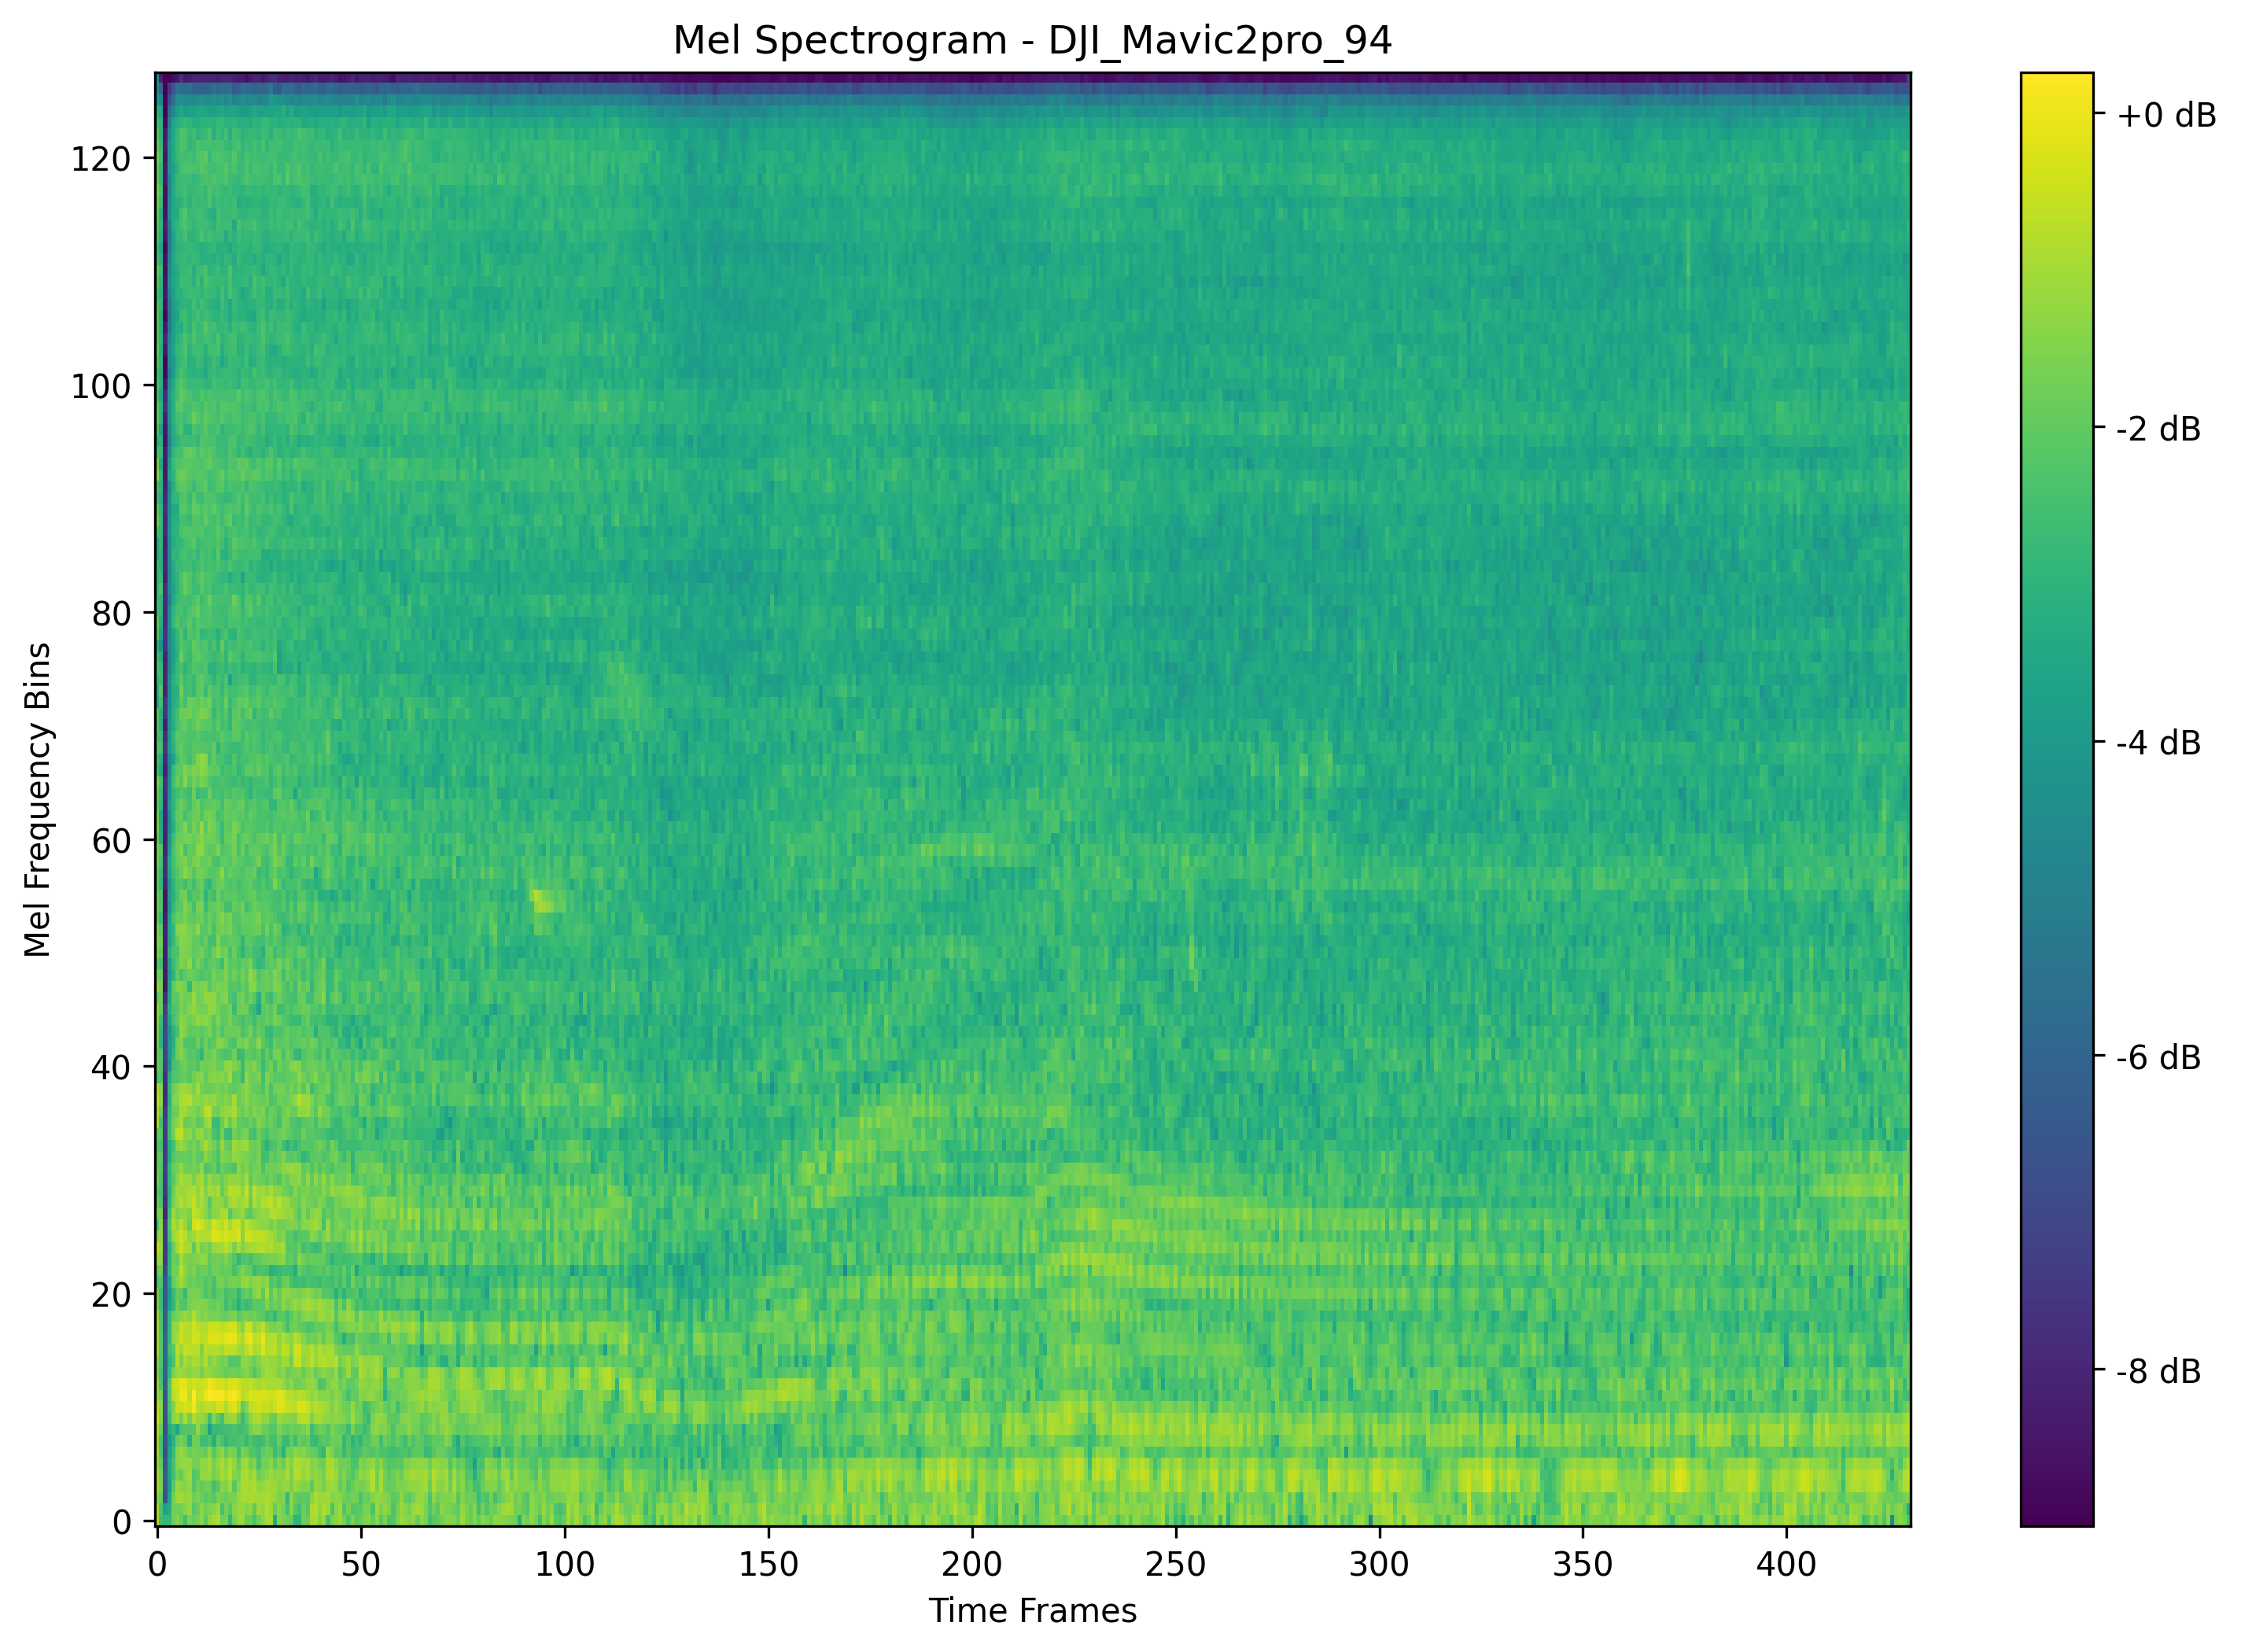 Mel Spectrogram - DJI_Mavic2pro_94
Mel Frequency Bins
120
100
80
60
40
20
0
0 50 100 150 200 250 300 350 400
Time Frames
+0 dB
-2 dB
-4 dB
-6 dB
-8 dB